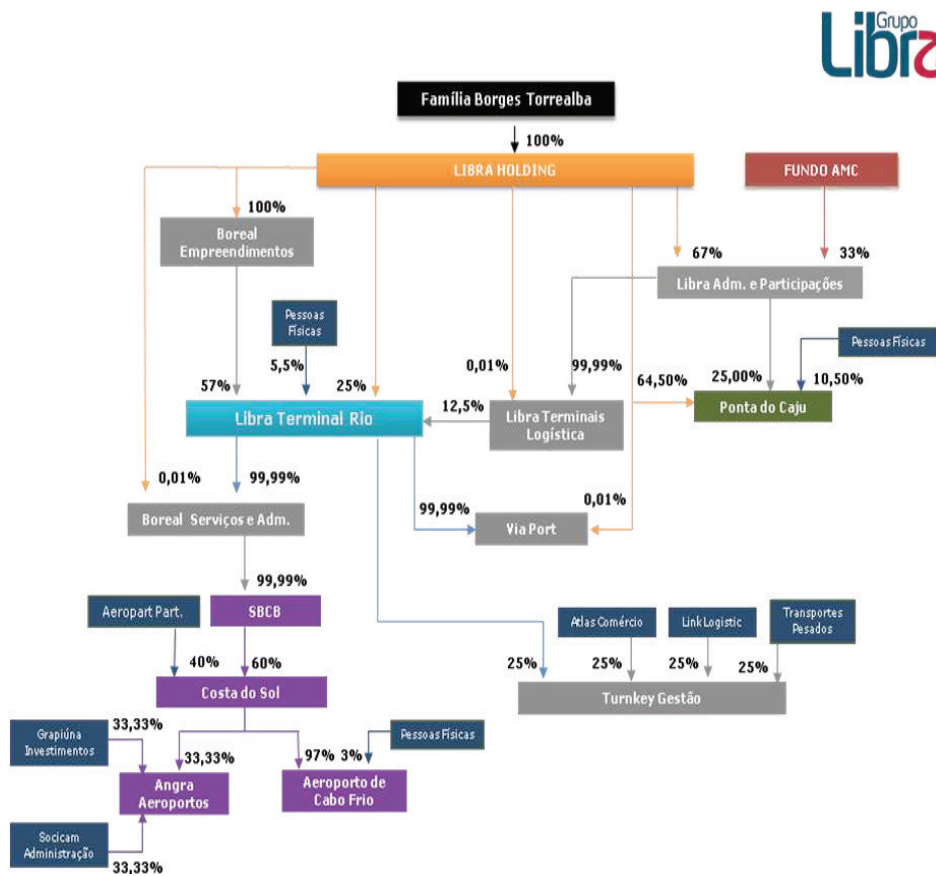 Grupo
Libra
Família Borges Torrealba
100%
LIBRA HOLDING
FUNDO AMC
100%
Boreal
Empreendimentos
67%
33%
Libra Adm. e Participações
Pessoas
Físicas
Pessoas Físicas
5,5%
0,01%
99,99%
57%
25%
64,50%
25,00%
10,50%
Libra Terminal Rio
12,5%
Libra Terminais
Logística
Ponta do Caju
0,01%
99,99%
99,99%
0,01%
Boreal Serviços e Adm.
Via Port
99,99%
Aeropart Part.
SBCB
Atlas Comércio
Link Logistic
Transportes
Pesados
40%
60%
25%
25%
25%
25%
Costa do Sol
Turnkey Gestão
33,33%
Grapiúna
Investimentos
33,33%
97%
3%
Pessoas Físicas
Angra
Aeroportos
Aeroporto de
Cabo Frio
Socicam
Administração
33,33%